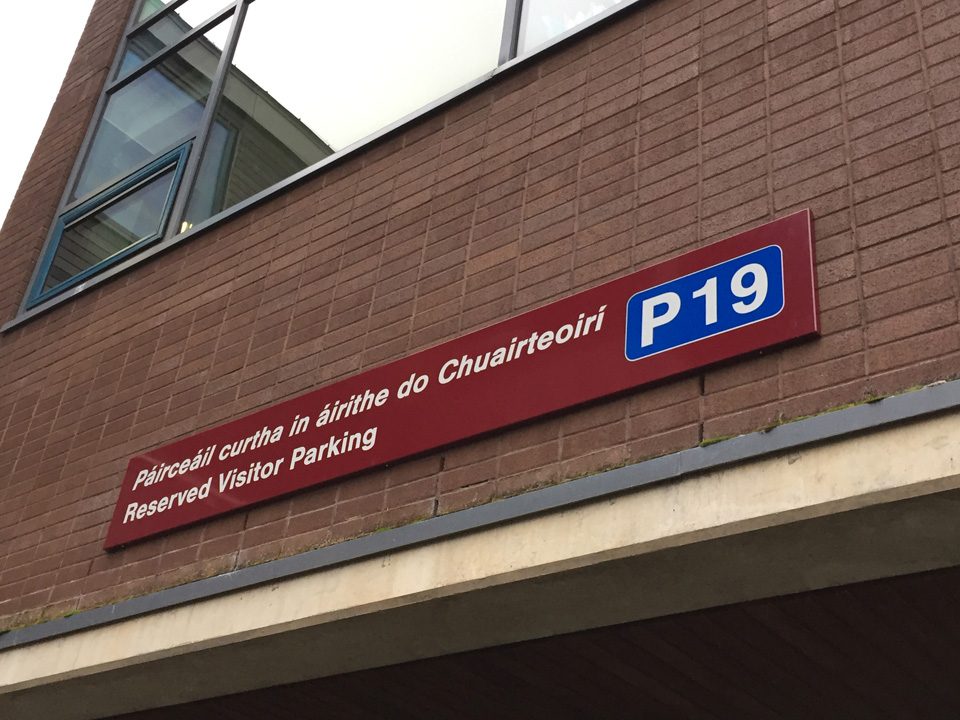 Páirceáil curtha in áirithe do Chuairteoirí
Reserved Visitor Parking
P19